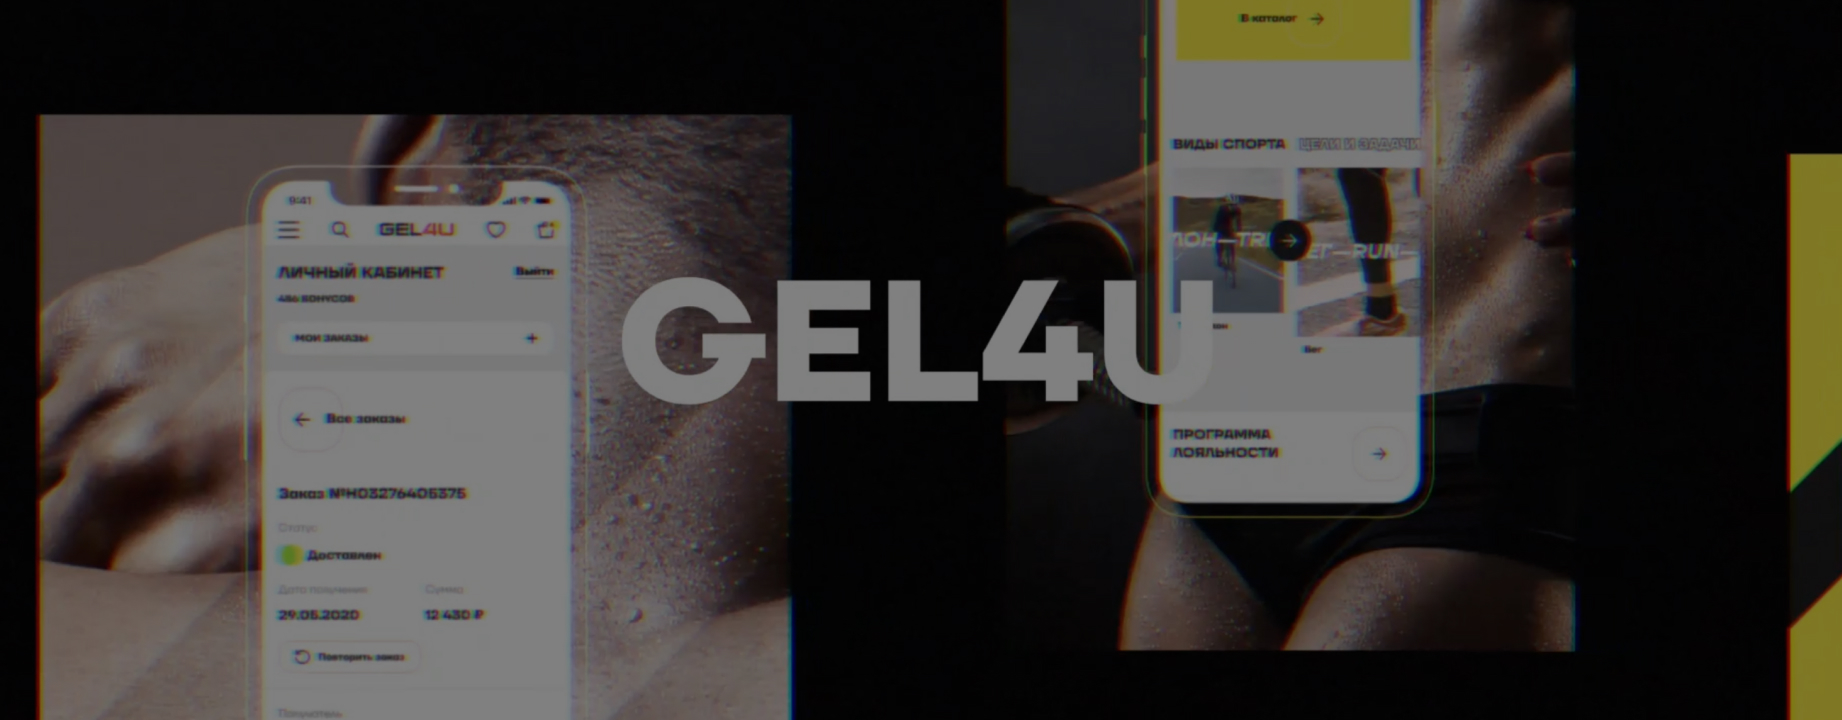 В каталог
ВИДЫ СПОРТА ЦЕЛИ И ЗАДАЧИ
9:41
GEL4U
ЛИЧНЫЙ КАБИНЕТ Выйти
486 БОНУСОВ
МОИ ЗАКАЗЫ
ЛОН—TRI
ЕГ—RUN—
GEL4U
Бег
Все заказы
ПРОГРАММА
ЛОЯЛЬНОСТИ
Заказ №H03276405375
Статус
Доставлен
Дата получения Сумма
29.05.2020 12 430 ₽
Повторить заказ
Получатель